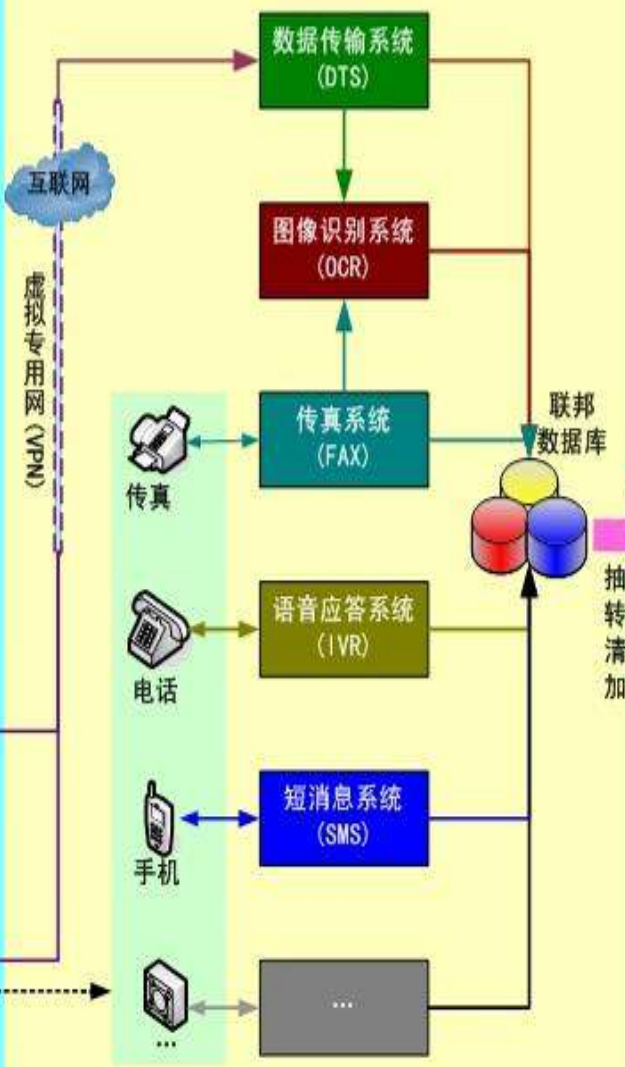 数据传输系统
(DTS)
互联网
图像识别系统
(OCR)
虚拟专用网(VPN)
传真系统
(FAX)
传真
联邦
数据库
语音应答系统
(IVR)
电话
抽
转
清
加
短消息系统
(SMS)
手机
...
...